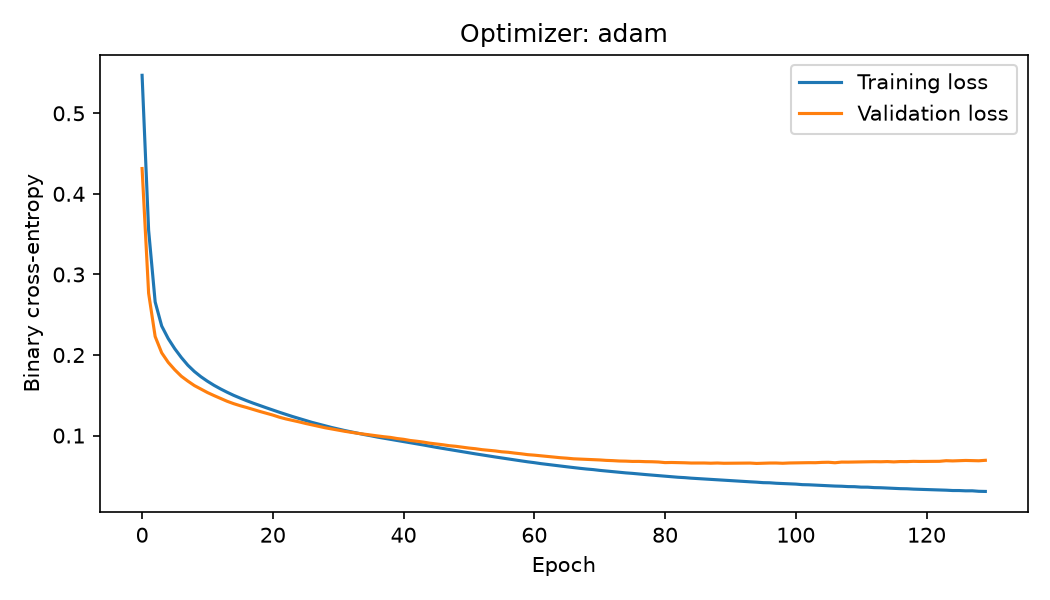 Optimizer: adam
Training loss
Validation loss
Binary cross-entropy
0.5
0.4
0.3
0.2
0.1
0 20 40 60 80 100 120
Epoch